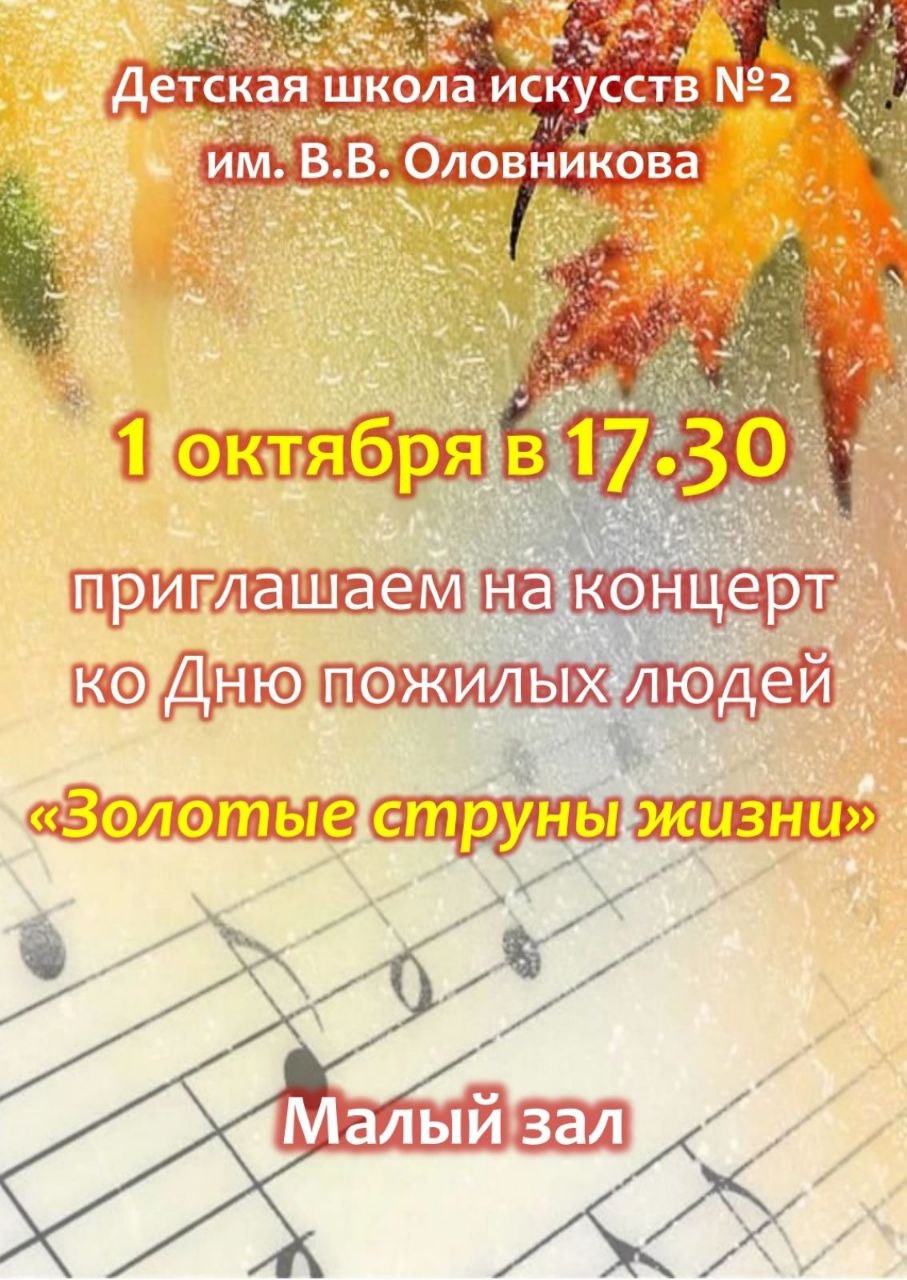 Детская школа искусств №2
им. В.В. Оловникова
1 октября в 17.30
приглашаем на концерт
ко Дню пожилых людей
«Золотые струны жизни»
Малый зал